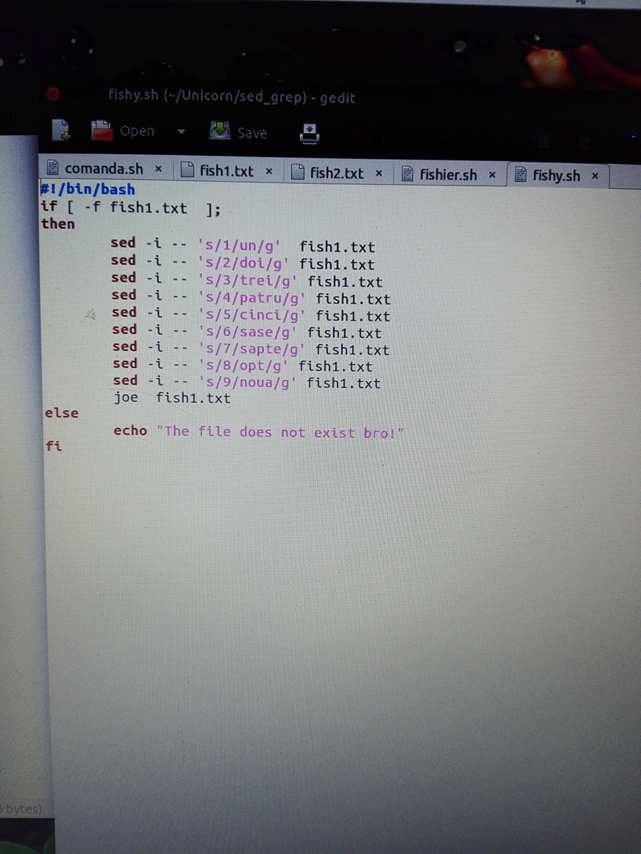 fishy.sh (~/Unicorn/sed_grep) - gedit
Open Save
comanda.sh × fish1.txt × fish2.txt × fishier.sh × fishy.sh ×
#!/bin/bash
if [ -f fish1.txt  ];
then
        sed -i -- 's/1/un/g'  fish1.txt
        sed -i -- 's/2/doi/g' fish1.txt
        sed -i -- 's/3/trei/g' fish1.txt
        sed -i -- 's/4/patru/g' fish1.txt
        sed -i -- 's/5/cinci/g' fish1.txt
        sed -i -- 's/6/sase/g' fish1.txt
        sed -i -- 's/7/sapte/g' fish1.txt
        sed -i -- 's/8/opt/g' fish1.txt
        sed -i -- 's/9/noua/g' fish1.txt
        joe  fish1.txt
else
        echo "The file does not exist bro!"
fi
bytes)